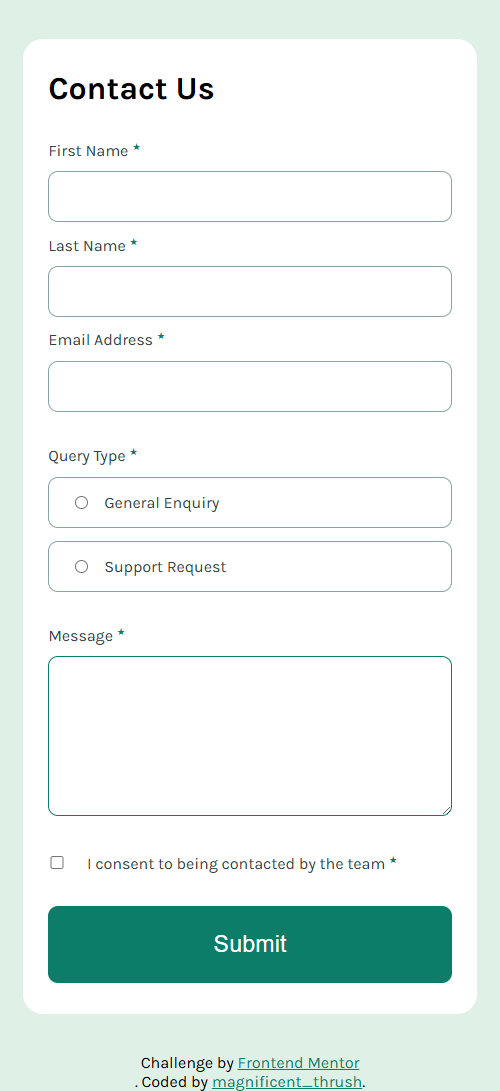 Contact Us
First Name *
Last Name *
Email Address *
Query Type *
General Enquiry
Support Request
Message *
I consent to being contacted by the team *
Submit
Challenge by Frontend Mentor
. Coded by magnificent_thrush.